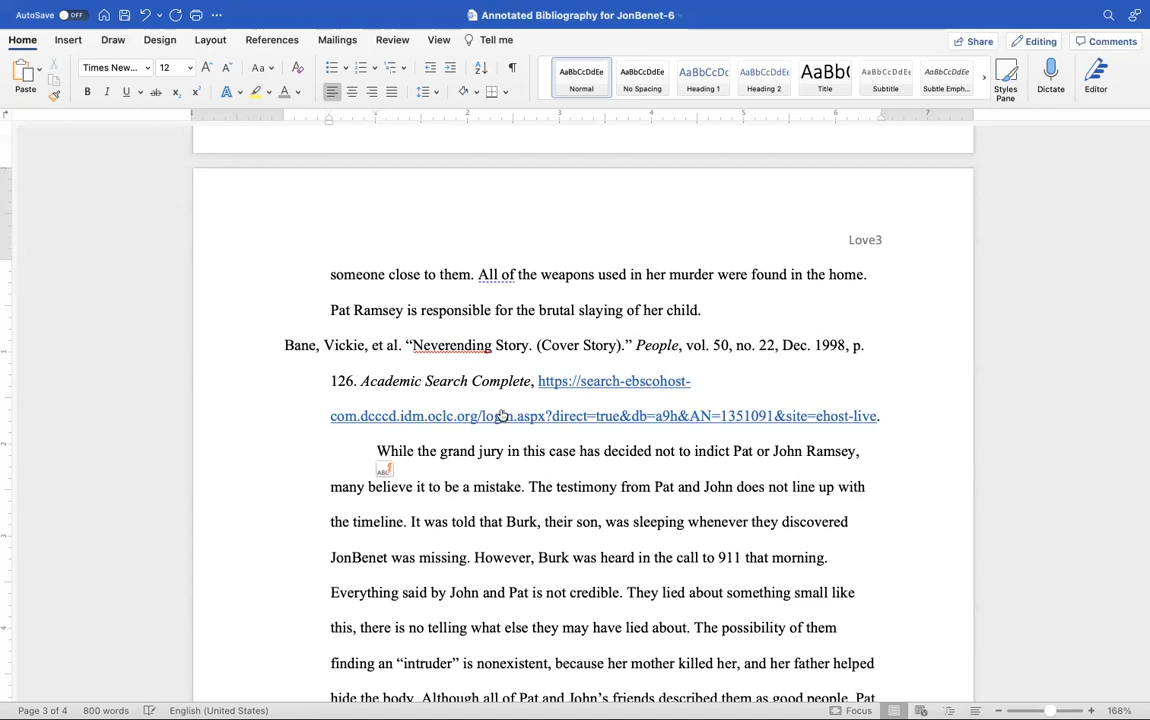 AutoSave OFF
Annotated Bibliography for JonBenet-6
Home Insert Draw Design Layout References Mailings Review View Tell me
Share Editing Comments
Paste
Times New... 12
Aa
AaBbCcDdEe Normal
AaBbCcDdEe No Spacing
AaBbCcDc Heading 1
AaBbCcDdEe Heading 2
AaBb( Title
AaBbCcDdEe Subtitle
AaBbCcDdEe Subtle Emph...
Styles Pane
Dictate
Editor
2 3 4 5 6 7
Love3
someone close to them. All of the weapons used in her murder were found in the home.
Pat Ramsey is responsible for the brutal slaying of her child.
Bane, Vickie, et al. “Neverending Story. (Cover Story).” People, vol. 50, no. 22, Dec. 1998, p.
126. Academic Search Complete, https://search-ebscohost-
com.dcccd.idm.oclc.org/login.aspx?direct=true&db=a9h&AN=1351091&site=ehost-live.
While the grand jury in this case has decided not to indict Pat or John Ramsey,
many believe it to be a mistake. The testimony from Pat and John does not line up with
the timeline. It was told that Burk, their son, was sleeping whenever they discovered
JonBenet was missing. However, Burk was heard in the call to 911 that morning.
Everything said by John and Pat is not credible. They lied about something small like
this, there is no telling what else they may have lied about. The possibility of them
finding an “intruder” is nonexistent, because her mother killed her, and her father helped
hide the body. Although all of Pat and John’s friends described them as good people, Pat
Page 3 of 4 800 words English (United States) Focus 168%